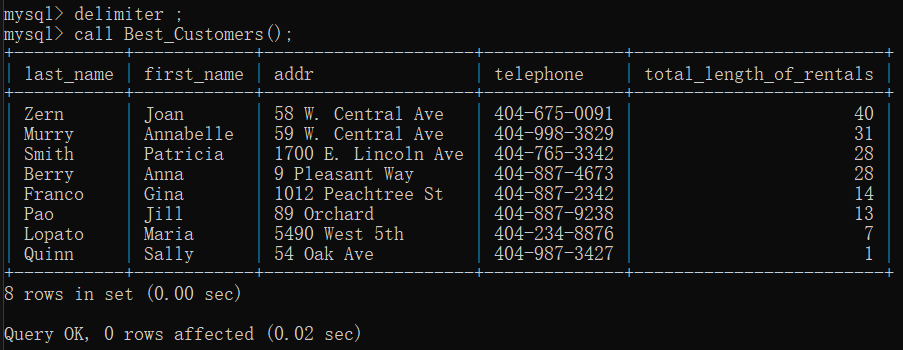 mysql> delimiter ;
mysql> call Best_Customers();
+-----------+------------+---------------------+--------------+-------------------------+
| last_name | first_name | addr                | telephone    | total_length_of_rentals |
+-----------+------------+---------------------+--------------+-------------------------+
| Zern      | Joan       | 58 W. Central Ave   | 404-675-0091 |                      40 |
| Murry     | Annabelle  | 59 W. Central Ave   | 404-998-3829 |                      31 |
| Smith     | Patricia   | 1700 E. Lincoln Ave | 404-765-3342 |                      28 |
| Berry     | Anna       | 9 Pleasant Way      | 404-887-4673 |                      28 |
| Franco    | Gina       | 1012 Peachtree St   | 404-887-2342 |                      14 |
| Pao       | Jill       | 89 Orchard          | 404-887-9238 |                      13 |
| Lopato    | Maria      | 5490 West 5th       | 404-234-8876 |                       7 |
| Quinn     | Sally      | 54 Oak Ave          | 404-987-3427 |                       1 |
+-----------+------------+---------------------+--------------+-------------------------+
8 rows in set (0.00 sec)
Query OK, 0 rows affected (0.02 sec)